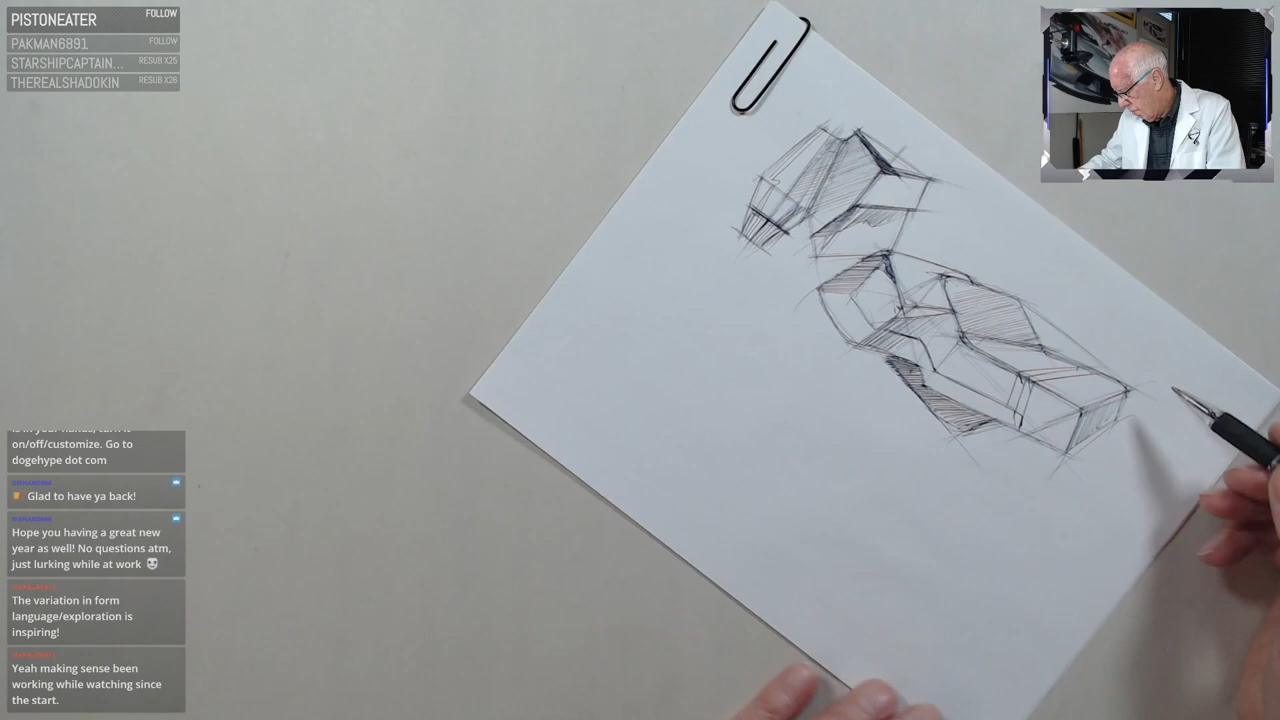 PISTONEATER FOLLOW
PAKMAN6891 FOLLOW
STARSHIPCAPTAIN... RESUB X25
THEREALSHADOKIN RESUB X26
on/off/customize. Go to
dogehype dot com
Glad to have ya back!
Hope you having a great new
year as well! No questions atm,
just lurking while at work
The variation in form
language/exploration is
inspiring!
Yeah making sense been
working while watching since
the start.